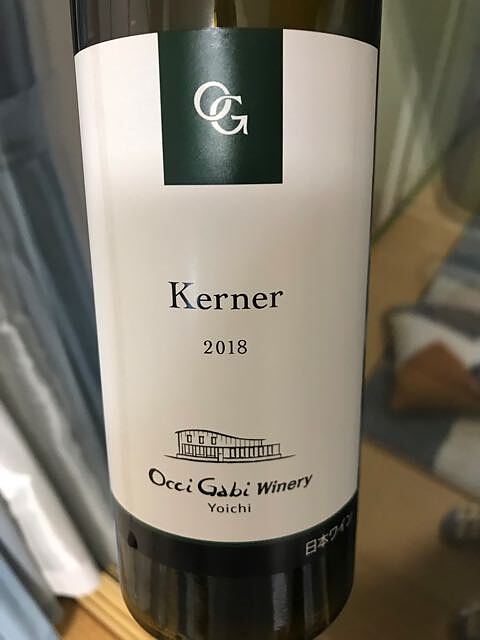 OG
Kerner
2018
Occi Gabi Winery
Yoichi
日本ワイン